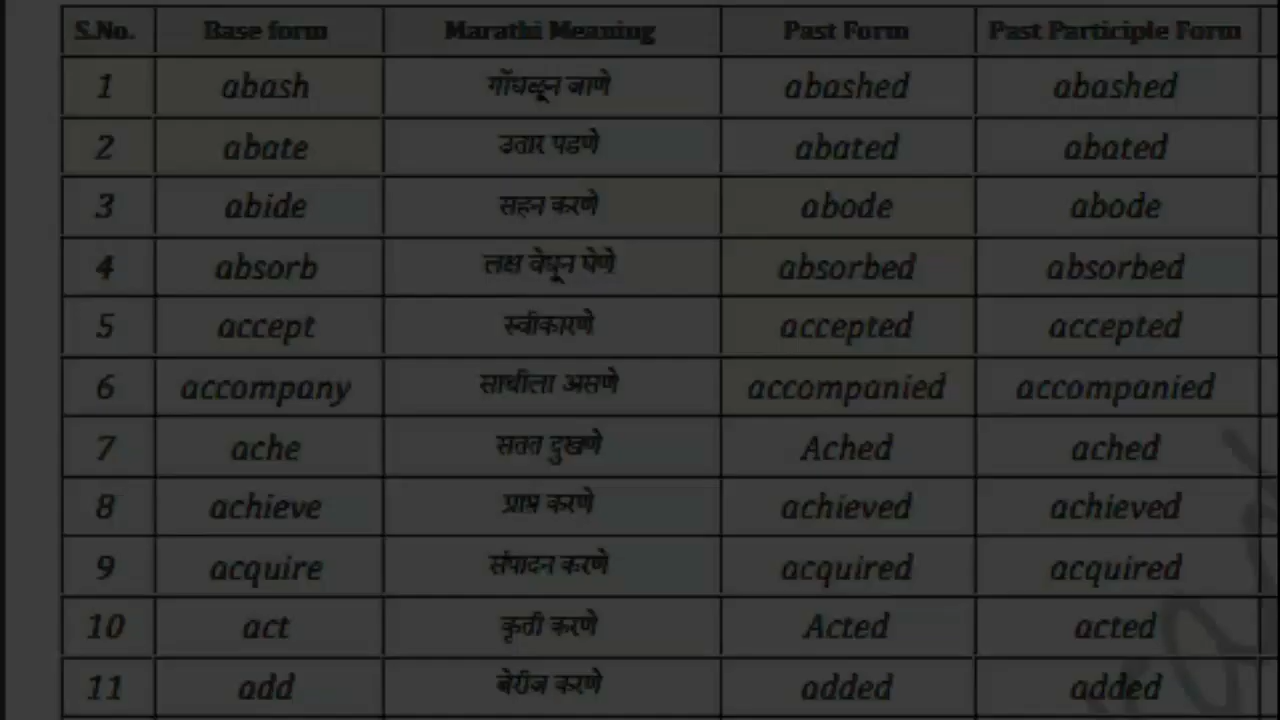 S.No. Base form Marathi Meaning Past Form Past Participle Form
1 abash गोंधळून जाणे abashed abashed
2 abate उतार पडणे abated abated
3 abide सहन करणे abode abode
4 absorb लक्ष वेधून घेणे absorbed absorbed
5 accept स्वीकारणे accepted accepted
6 accompany साथीला असणे accompanied accompanied
7 ache सतत दुखणे Ached ached
8 achieve प्राप्त करणे achieved achieved
9 acquire संपादन करणे acquired acquired
10 act कृती करणे Acted acted
11 add बेरीज करणे added added